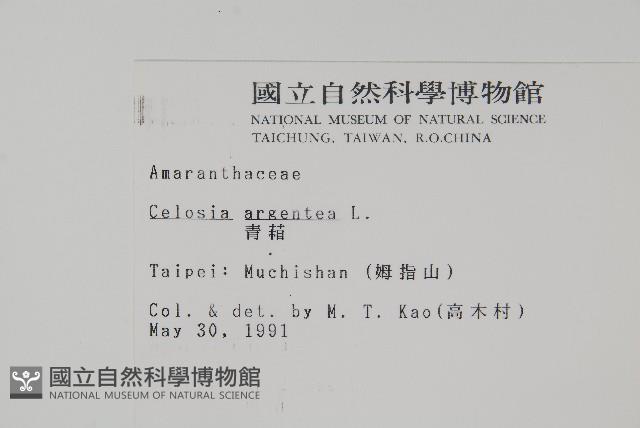 國立自然科學博物館
NATIONAL MUSEUM OF NATURAL SCIENCE
TAICHUNG, TAIWAN, R.O.CHINA
Amaranthaceae
Celosia argentea L.
青葙
Taipei: Muchishan (姆指山)
Col. & det. by M. T. Kao(高木村)
May 30, 1991
國立自然科學博物館
NATIONAL MUSEUM OF NATURAL SCIENCE